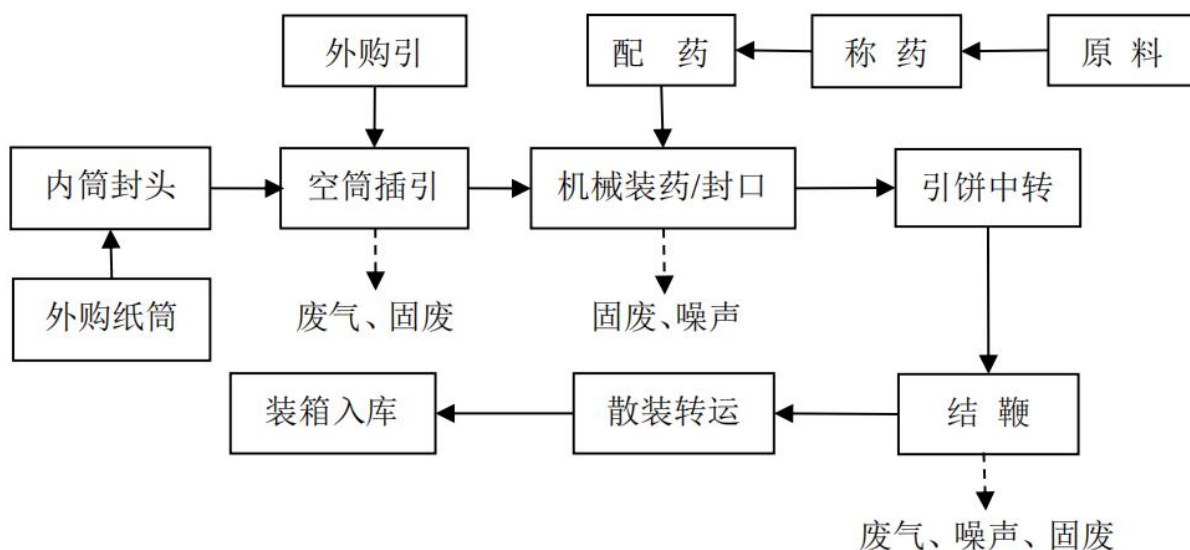 外购引
配 药
称 药
原 料
内筒封头
空筒插引
机械装药/封口
引饼中转
外购纸筒
废气、固废
固废、噪声
装箱入库
散装转运
结 鞭
废气、噪声、固废